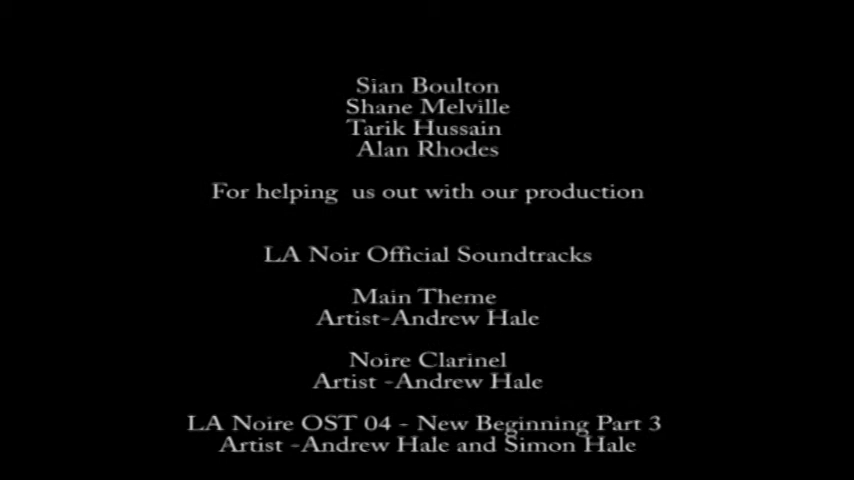 Sian Boulton
Shane Melville
Tarik Hussain
Alan Rhodes
For helping us out with our production
LA Noir Official Soundtracks
Main Theme
Artist-Andrew Hale
Noire Clarinel
Artist -Andrew Hale
LA Noire OST 04 - New Beginning Part 3
Artist -Andrew Hale and Simon Hale